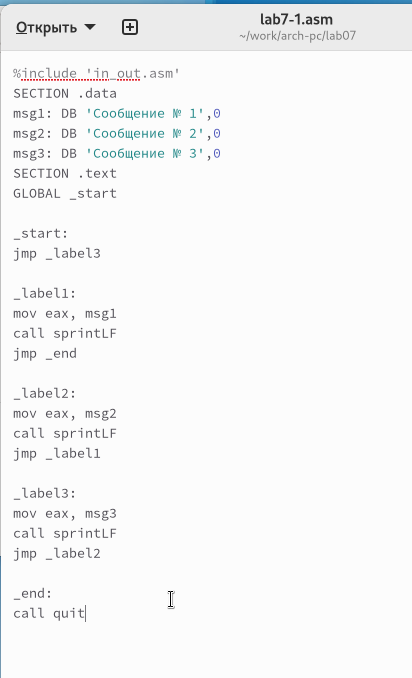 Открыть
lab7-1.asm
~/work/arch-pc/lab07
%include 'in_out.asm'
SECTION .data
msg1: DB 'Сообщение № 1',0
msg2: DB 'Сообщение № 2',0
msg3: DB 'Сообщение № 3',0
SECTION .text
GLOBAL _start
_start:
jmp _label3
_label1:
mov eax, msg1
call sprintLF
jmp _end
_label2:
mov eax, msg2
call sprintLF
jmp _label1
_label3:
mov eax, msg3
call sprintLF
jmp _label2
_end:
call quit